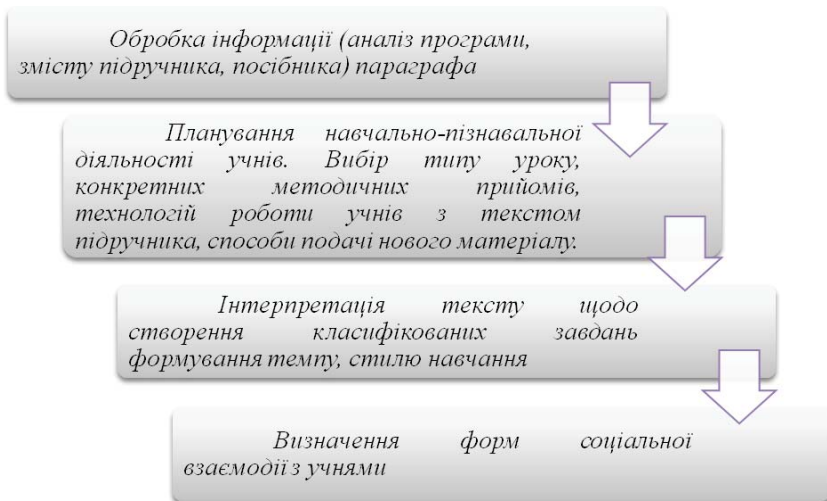 Обробка інформації (аналіз програми,
змісту підручника, посібника) параграфа
Планування навчально-пізнавальної
діяльності учнів. Вибір типу уроку,
конкретних методичних прийомів,
технологій роботи учнів з текстом
підручника, способи подачі нового матеріалу.
Інтерпретація тексту щодо
створення класифікованих завдань
формування темпу, стилю навчання
Визначення форм соціальної
взаємодії з учнями